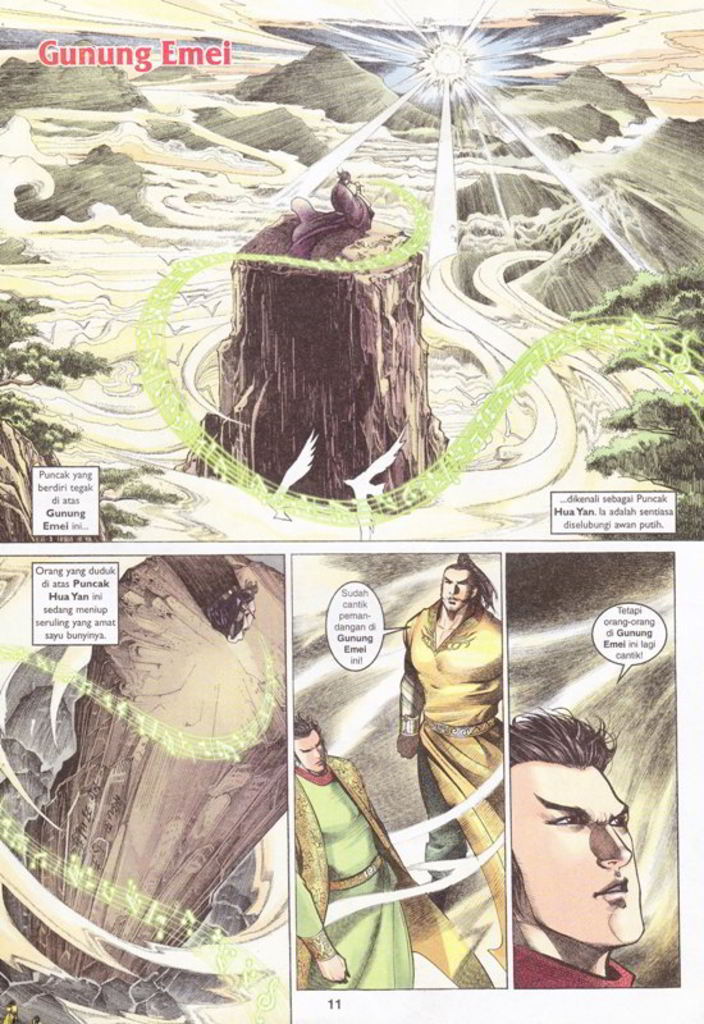 Gunung Emei
Puncak yang
berdiri tegak
di atas
Gunung
Emei ini...
...dikenali sebagai Puncak
Hua Yan. Ia adalah sentiasa
diselubungi awan putih.
Orang yang duduk
di atas Puncak
Hua Yan ini
sedang meniup
seruling yang amat
sayu bunyinya.
Sudah
cantik
peman-
dangan di
Gunung
Emei
ini!
Tetapi
orang-orang
di Gunung
Emei ini lagi
cantik!
11